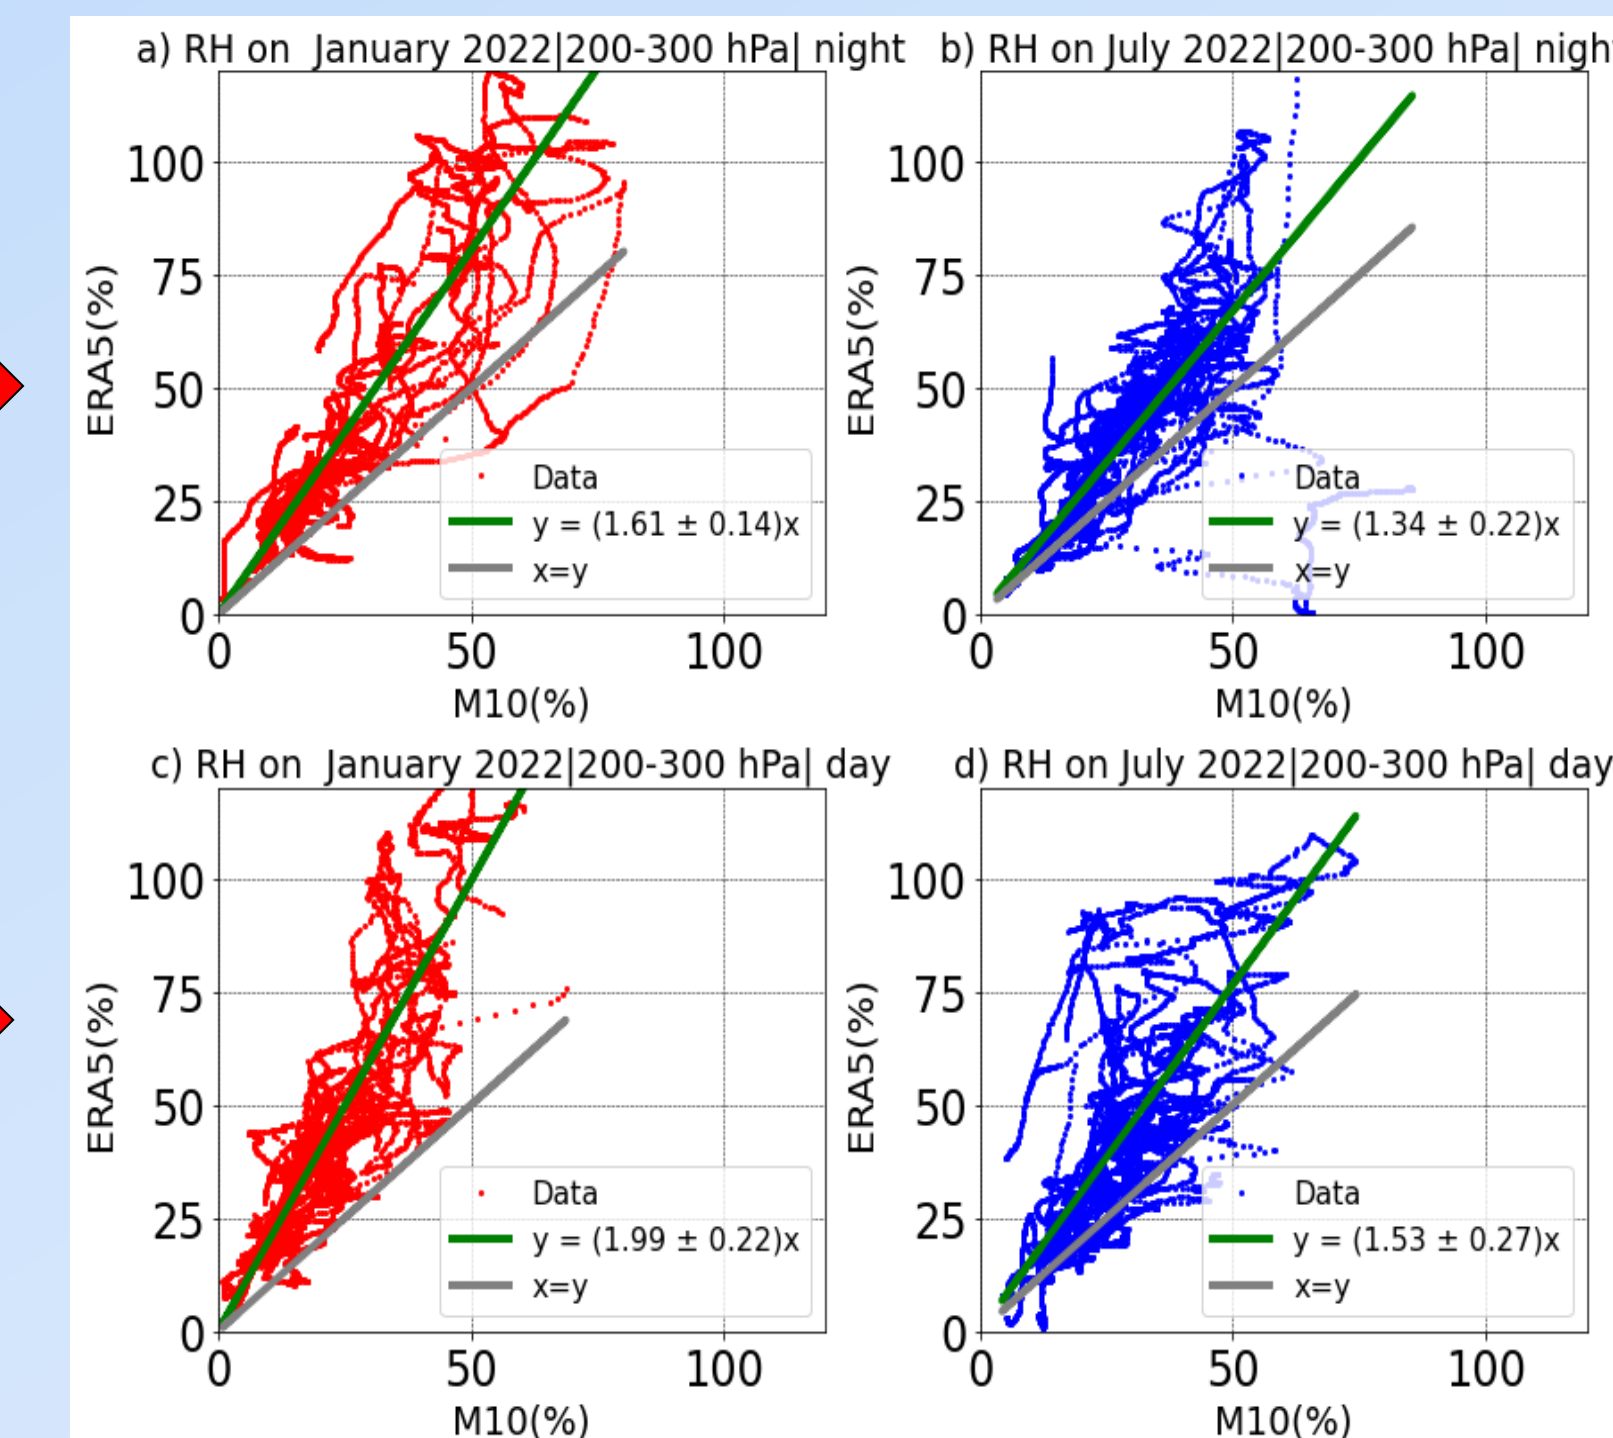 a) RH on  January 2022|200-300 hPa| night
100
75
50
25
0
ERA5(%)
Data
y = (1.61 ± 0.14)x
x=y
0 50 100
M10(%)
b) RH on July 2022|200-300 hPa| nigh
100
75
50
25
0
ERA5(%)
Data
y = (1.34 ± 0.22)x
x=y
0 50 100
M10(%)
c) RH on  January 2022|200-300 hPa| day
100
75
50
25
0
ERA5(%)
Data
y = (1.99 ± 0.22)x
x=y
0 50 100
M10(%)
d) RH on July 2022|200-300 hPa| day
100
75
50
25
0
ERA5(%)
Data
y = (1.53 ± 0.27)x
x=y
0 50 100
M10(%)